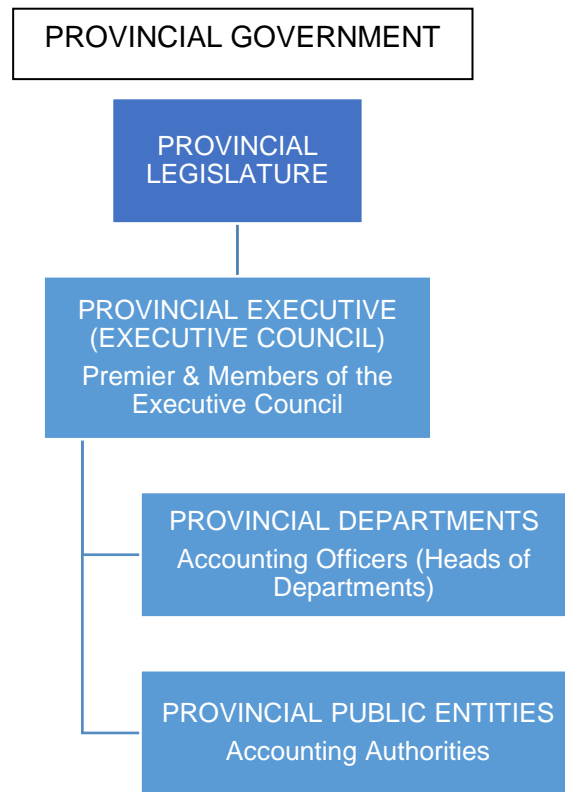 PROVINCIAL GOVERNMENT
PROVINCIAL
LEGISLATURE
PROVINCIAL EXECUTIVE
(EXECUTIVE COUNCIL)
Premier & Members of the
Executive Council
PROVINCIAL DEPARTMENTS
Accounting Officers (Heads of
Departments)
PROVINCIAL PUBLIC ENTITIES
Accounting Authorities